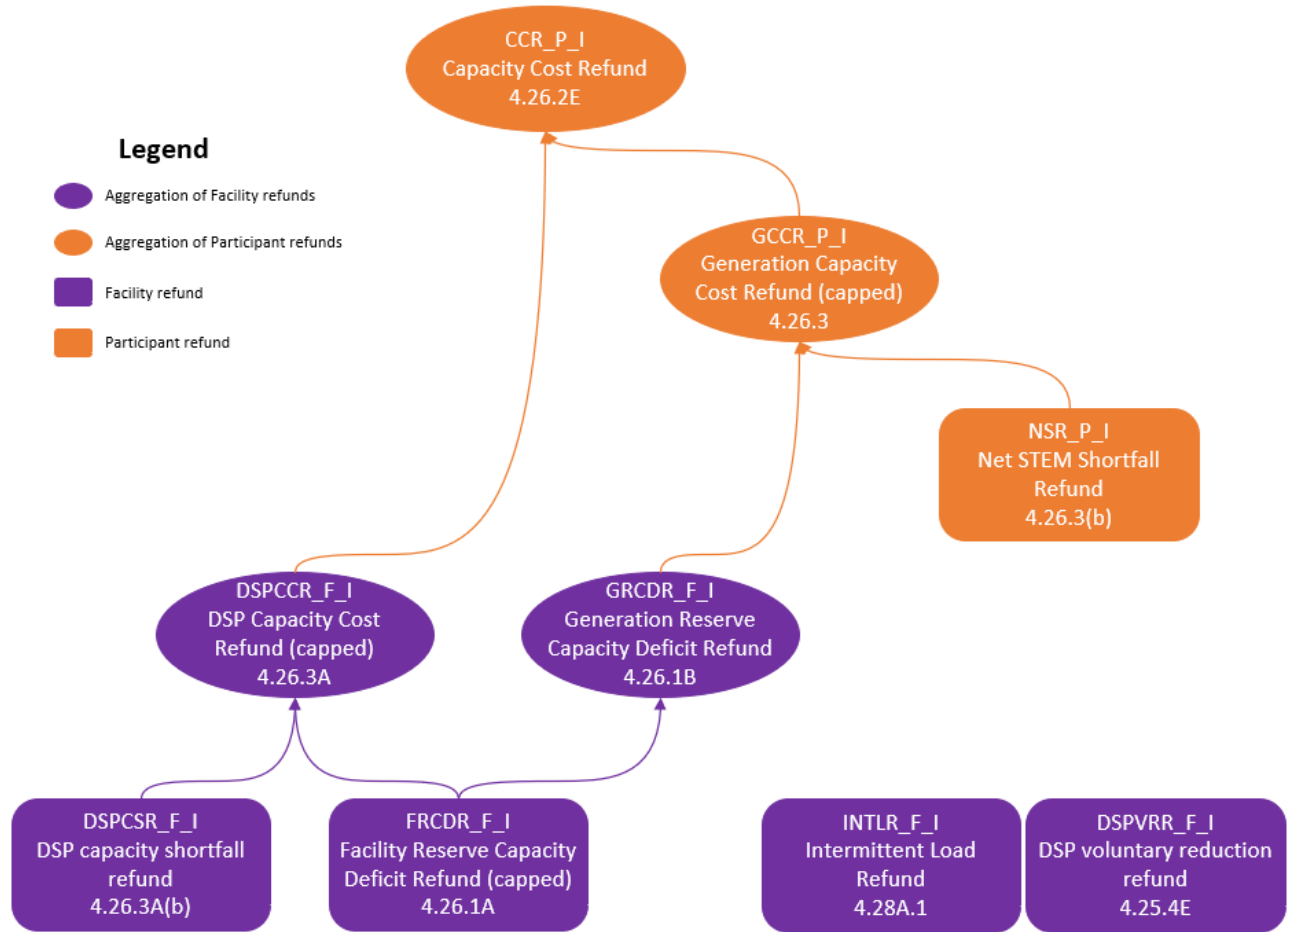 CCR_P_I
Capacity Cost Refund
4.26.2E
Legend
Aggregation of Facility refunds
Aggregation of Participant refunds
Facility refund
Participant refund
GCCR_P_I
Generation Capacity
Cost Refund (capped)
4.26.3
NSR_P_I
Net STEM Shortfall
Refund
4.26.3(b)
DSPCCR_F_I
DSP Capacity Cost
Refund (capped)
4.26.3A
GRCDR_F_I
Generation Reserve
Capacity Deficit Refund
4.26.1B
DSPCSR_F_I
DSP capacity shortfall
refund
4.26.3A(b)
FRCDR_F_I
Facility Reserve Capacity
Deficit Refund (capped)
4.26.1A
INTLR_F_I
Intermittent Load
Refund
4.28A.1
DSPVRR_F_I
DSP voluntary reduction
refund
4.25.4E